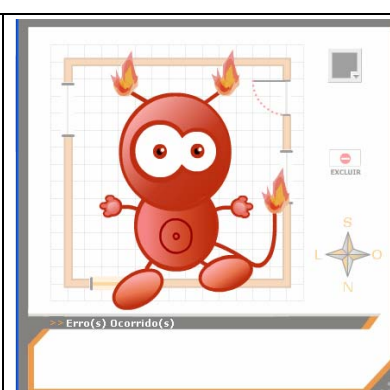 EXCLUIR
S
L O
N
>> Erro(s) Ocorrido(s)